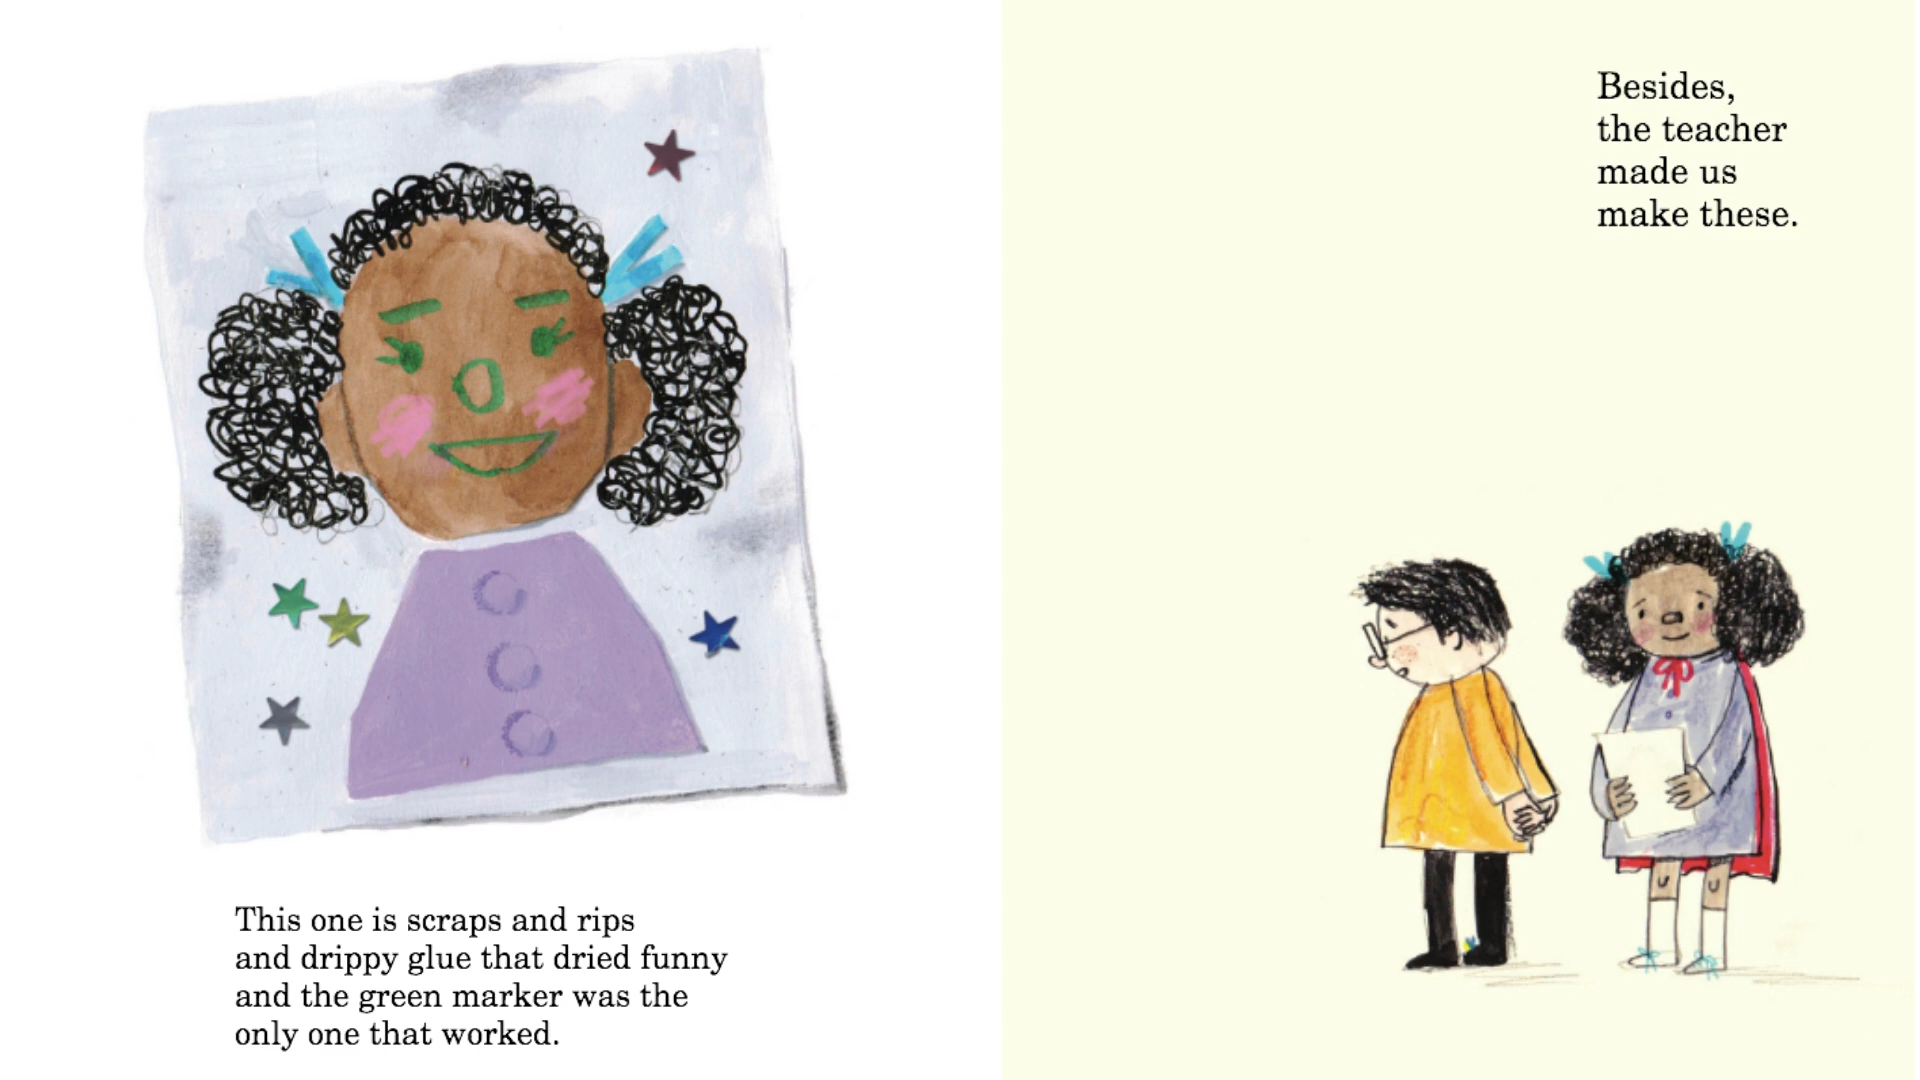 This one is scraps and rips
and drippy glue that dried funny
and the green marker was the
only one that worked.
Besides,
the teacher
made us
make these.